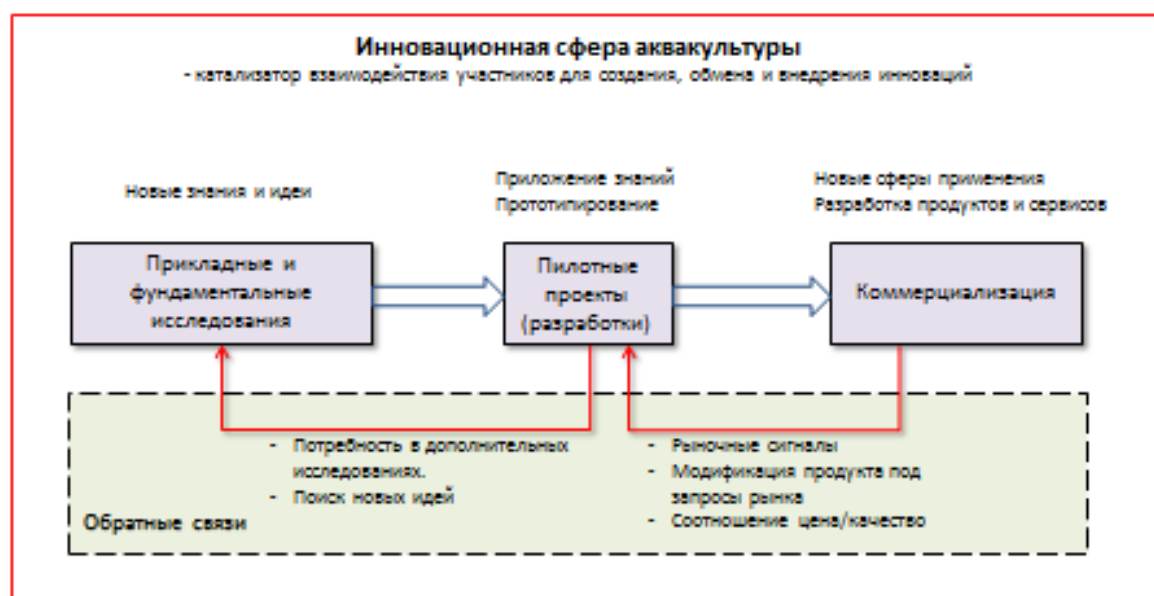 Инновационная сфера аквакультуры
- катализатор взаимодействия участников для создания, обмена и внедрения инноваций
Новые знания и идеи
Приложение знаний
Прототипирование
Новые сферы применения
Разработка продуктов и сервисов
Прикладные и
фундаментальные
исследования
Пилотные
проекты
(разработки)
Коммерциализация
- Потребность в дополнительных
исследованиях.
- Поиск новых идей
- Рыночные сигналы
- Модификация продукта под
запросы рынка
- Соотношение цена/качество
Обратные связи